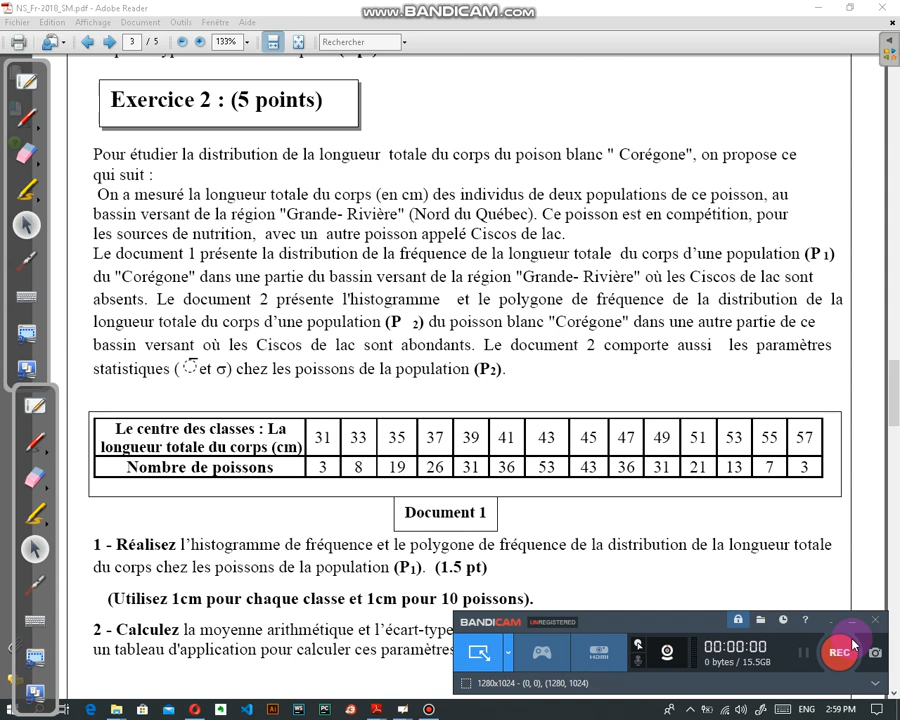 NS_Fr-2018_SM.pdf - Adobe Reader
www.BANDICAM.com
Fichier Edition Affichage Document Outils Fenêtre Aide
3 / 5 133% Rechercher
Exercice 2 : (5 points)
Pour étudier la distribution de la longueur totale du corps du poison blanc " Corégone", on propose ce
qui suit :
On a mesuré la longueur totale du corps (en cm) des individus de deux populations de ce poisson, au
bassin versant de la région "Grande- Rivière" (Nord du Québec). Ce poisson est en compétition, pour
les sources de nutrition, avec un autre poisson appelé Ciscos de lac.
Le document 1 présente la distribution de la fréquence de la longueur totale du corps d'une population (P 1)
du "Corégone" dans une partie du bassin versant de la région "Grande- Rivière" où les Ciscos de lac sont
absents. Le document 2 présente l'histogramme et le polygone de fréquence de la distribution de la
longueur totale du corps d'une population (P 2) du poisson blanc "Corégone" dans une autre partie de ce
bassin versant où les Ciscos de lac sont abondants. Le document 2 comporte aussi les paramètres
statistiques ( et σ) chez les poissons de la population (P2).
Le centre des classes : La
longueur totale du corps (cm) 31 33 35 37 39 41 43 45 47 49 51 53 55 57
Nombre de poissons 3 8 19 26 31 36 53 43 36 31 21 13 7 3
Document 1
1 - Réalisez l'histogramme de fréquence et le polygone de fréquence de la distribution de la longueur totale
du corps chez les poissons de la population (P1). (1.5 pt)
(Utilisez 1cm pour chaque classe et 1cm pour 10 poissons).
2 - Calculez la moyenne arithmétique et l'écart-type
un tableau d'application pour calculer ces paramètres
BANDICAM UNREGISTERED
HDMI 00:00:00 REC
0 bytes / 15.5GB
1280x1024 - (0, 0), (1280, 1024)
ENG 2:59 PM